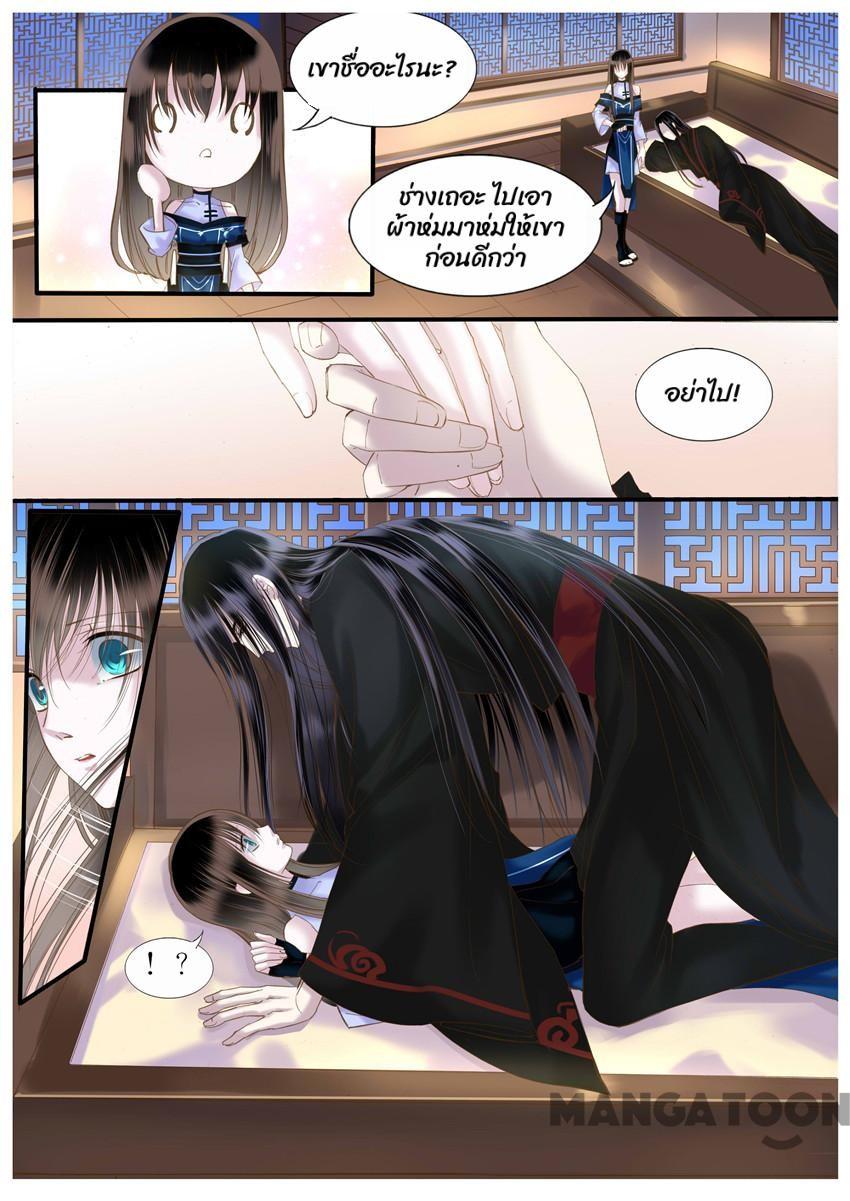 เขาชื่ออะไรนะ?
ช่างเถอะ ไปเอา
ผ้าห่มมาห่มให้เขา
ก่อนดีกว่า
อย่าไป!
！？
MANGATOON